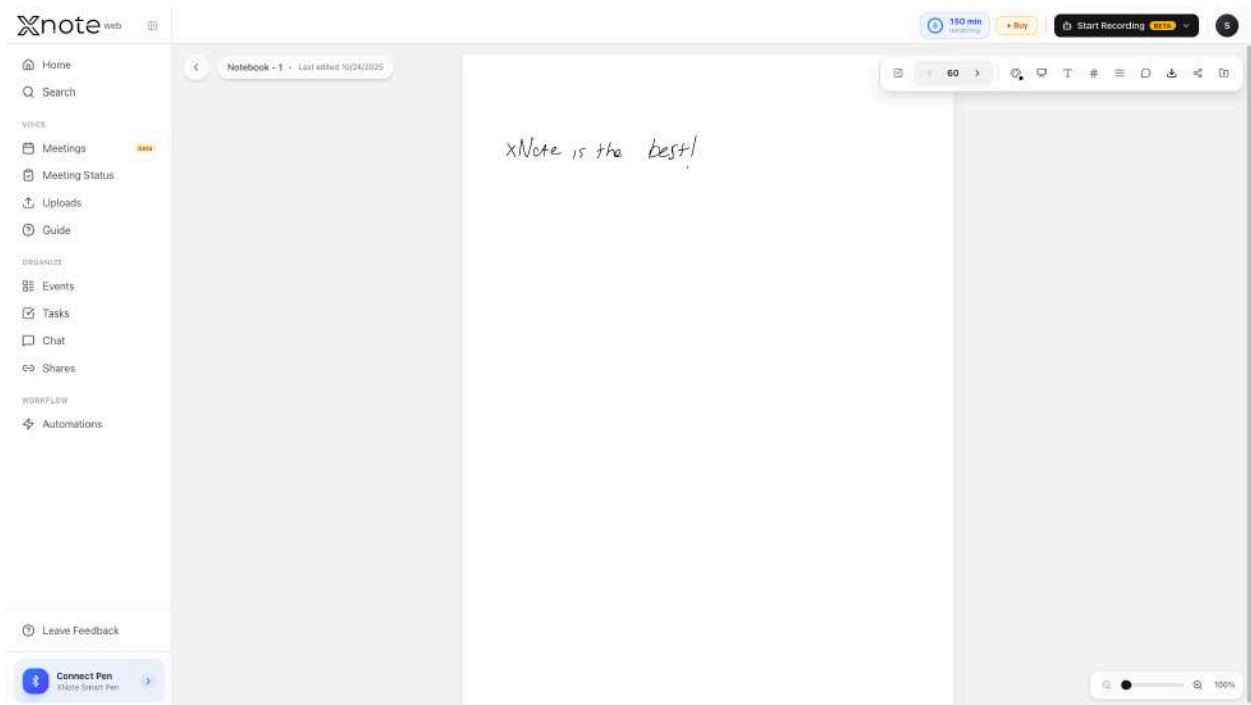 Xnote web
150 min
remaining
+ Buy
Start Recording BETA
S
Home
Search
Notebook - 1 • Last edited 10/24/2025
60
T #
VOICE
Meetings beta
Meeting Status
Uploads
Guide
xNote is the best!
ORGANIZE
Events
Tasks
Chat
Shares
WORKFLOW
Automations
Leave Feedback
Connect Pen
XNote Smart Pen
100%